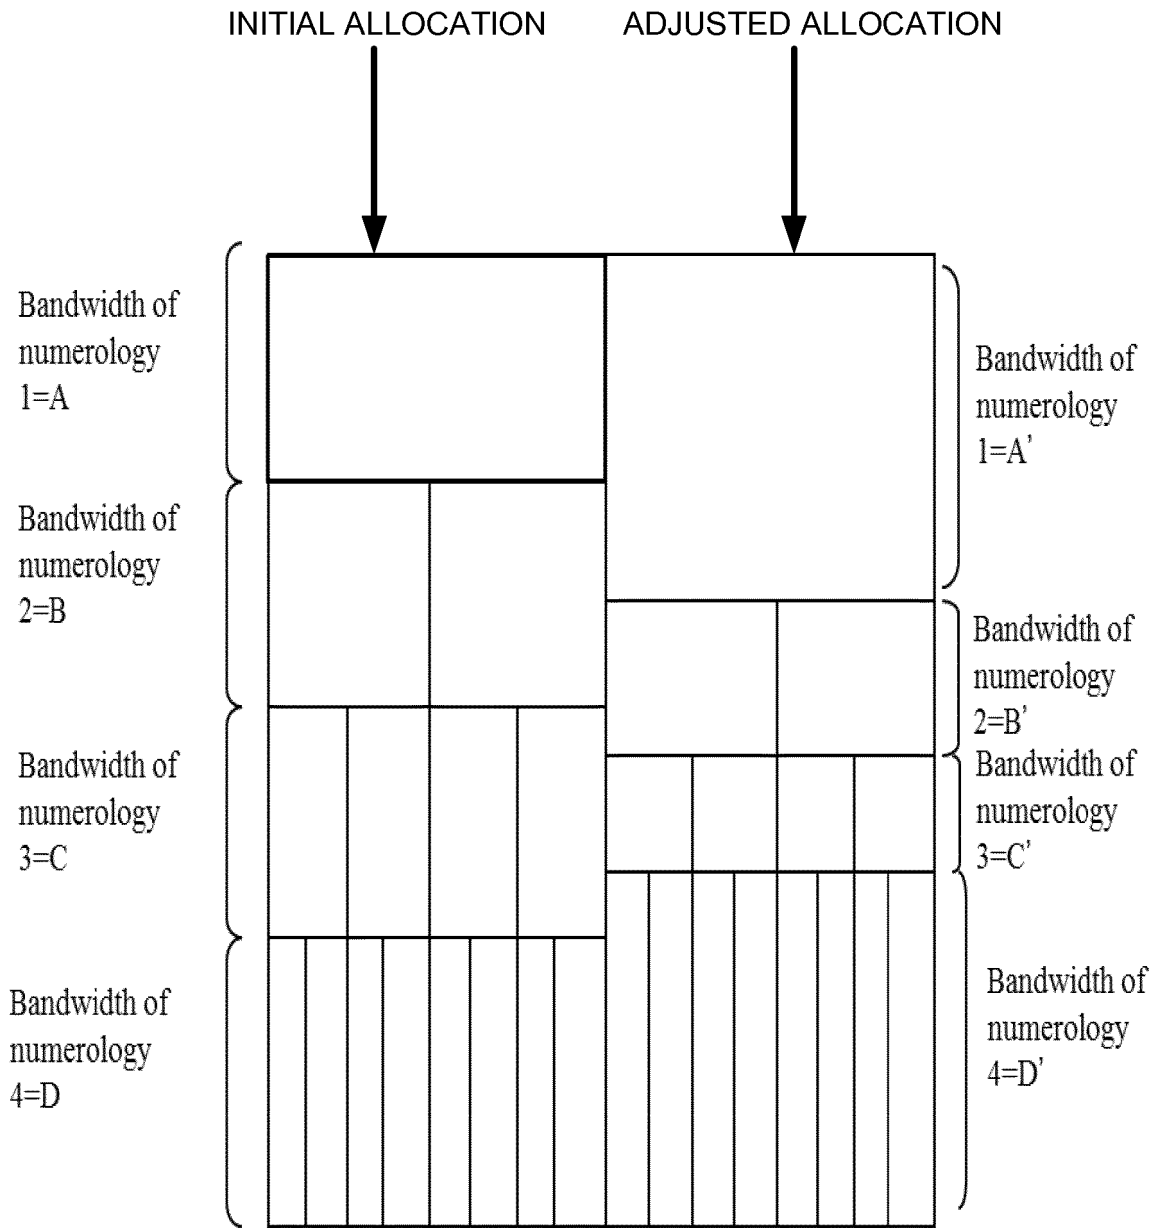 INITIAL ALLOCATION
ADJUSTED ALLOCATION
Bandwidth of
numerology
1=A
Bandwidth of
numerology
2=B
Bandwidth of
numerology
3=C
Bandwidth of
numerology
4=D
Bandwidth of
numerology
1=A’
Bandwidth of
numerology
2=B’
Bandwidth of
numerology
3=C’
Bandwidth of
numerology
4=D’